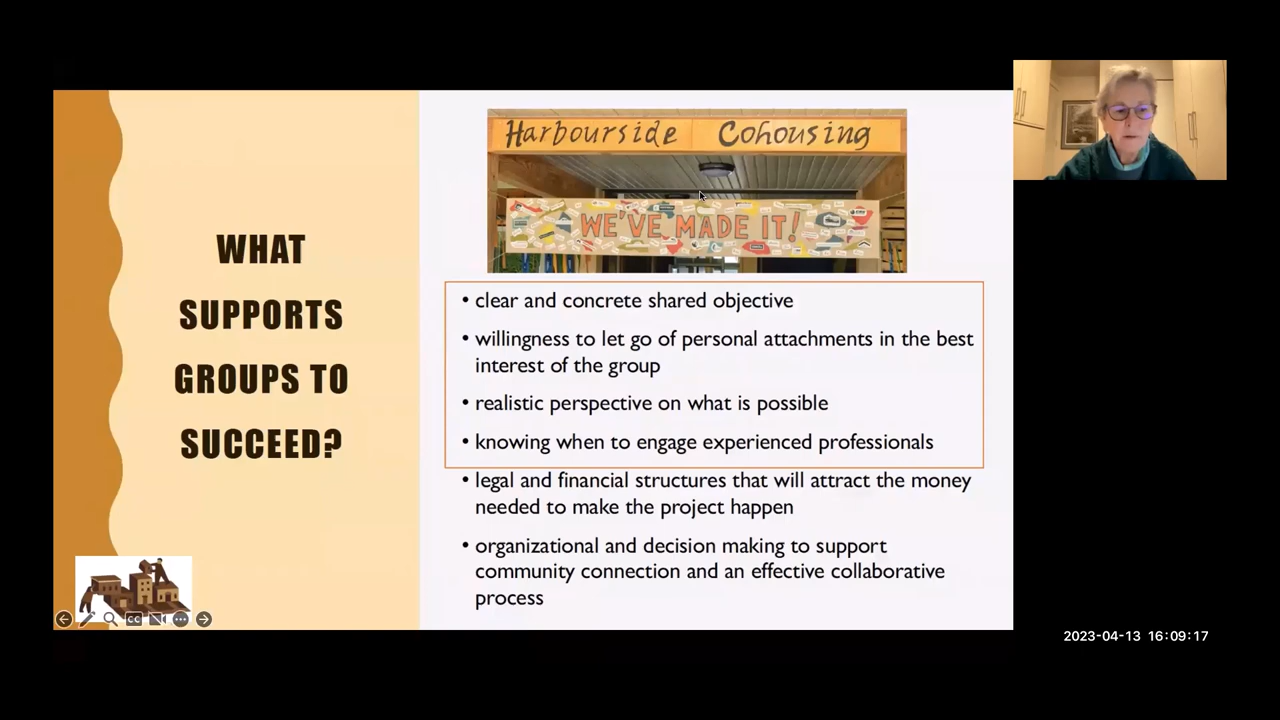 Harbourside Cohousing
WE'VE MADE IT!
WHAT
SUPPORTS
GROUPS TO
SUCCEED?
• clear and concrete shared objective
• willingness to let go of personal attachments in the best
interest of the group
• realistic perspective on what is possible
• knowing when to engage experienced professionals
• legal and financial structures that will attract the money
needed to make the project happen
• organizational and decision making to support
community connection and an effective collaborative
process
CC
2023-04-13 16:09:17